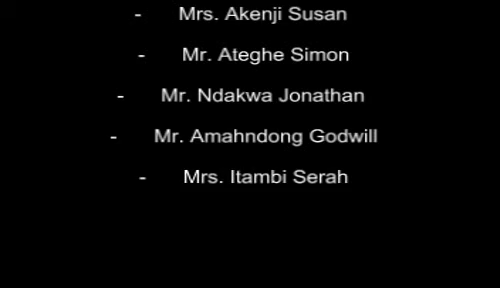 - Mrs. Akenji Susan
- Mr. Ateghe Simon
- Mr. Ndakwa Jonathan
- Mr. Amahndong Godwill
- Mrs. Itambi Serah